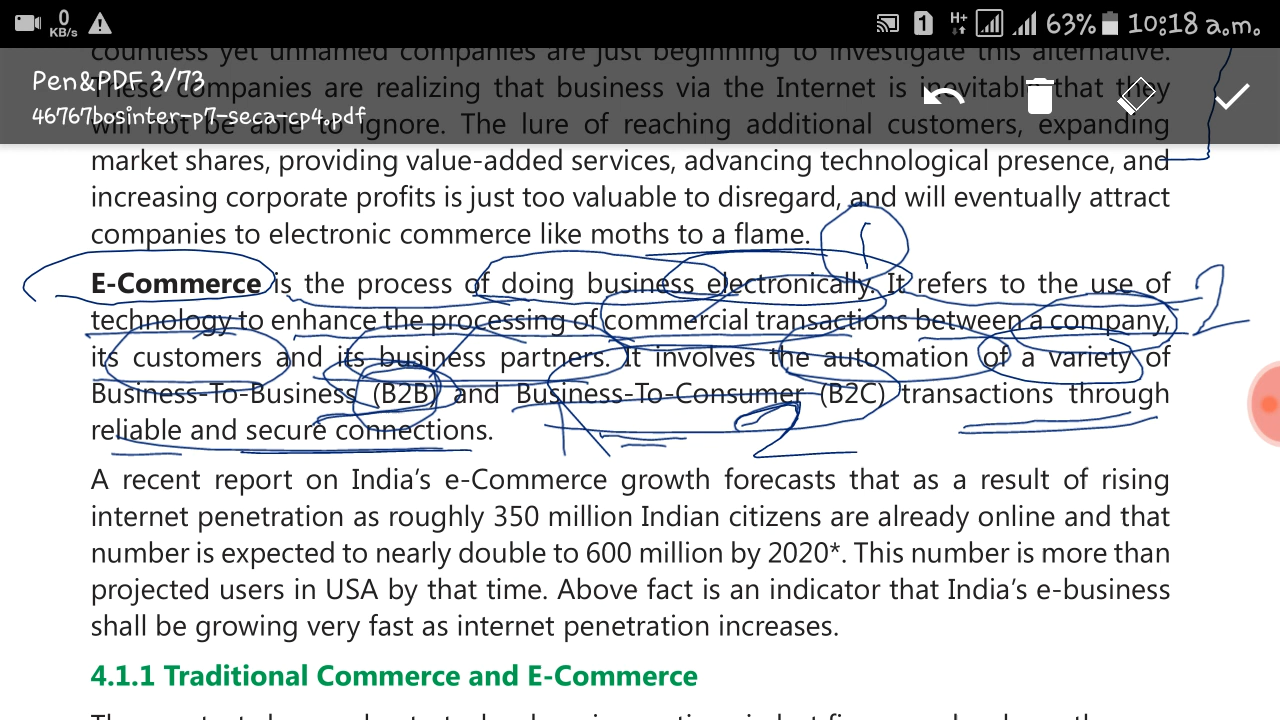 0 KB/s
1 H+ 63% 10:18 a.m.
countless yet unnamed companies are just beginning to investigate this alternative.
Pen&PDF 3/73
These companies are realizing that business via the Internet is inevitable that they
46767bosinter-p7-seca-cp4.pdf
will not be able to ignore. The lure of reaching additional customers, expanding
market shares, providing value-added services, advancing technological presence, and
increasing corporate profits is just too valuable to disregard, and will eventually attract
companies to electronic commerce like moths to a flame.
1
E-Commerce is the process of doing business electronically. It refers to the use of
technology to enhance the processing of commercial transactions between a company,
2
its customers and its business partners. It involves the automation of a variety of
Business-To-Business (B2B) and Business-To-Consumer (B2C) transactions through
reliable and secure connections.
2
A recent report on India's e-Commerce growth forecasts that as a result of rising
internet penetration as roughly 350 million Indian citizens are already online and that
number is expected to nearly double to 600 million by 2020*. This number is more than
projected users in USA by that time. Above fact is an indicator that India's e-business
shall be growing very fast as internet penetration increases.
4.1.1 Traditional Commerce and E-Commerce